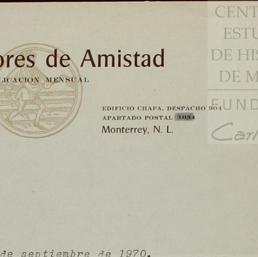 CENT
ESTU
DE HIS
DE M
FUND
Car
ores de Amistad
LICACION MENSUAL
EDIFICIO CHAPA, DESPACHO 904
APARTADO POSTAL
Monterrey, N. L.
de septiembre de 1970.